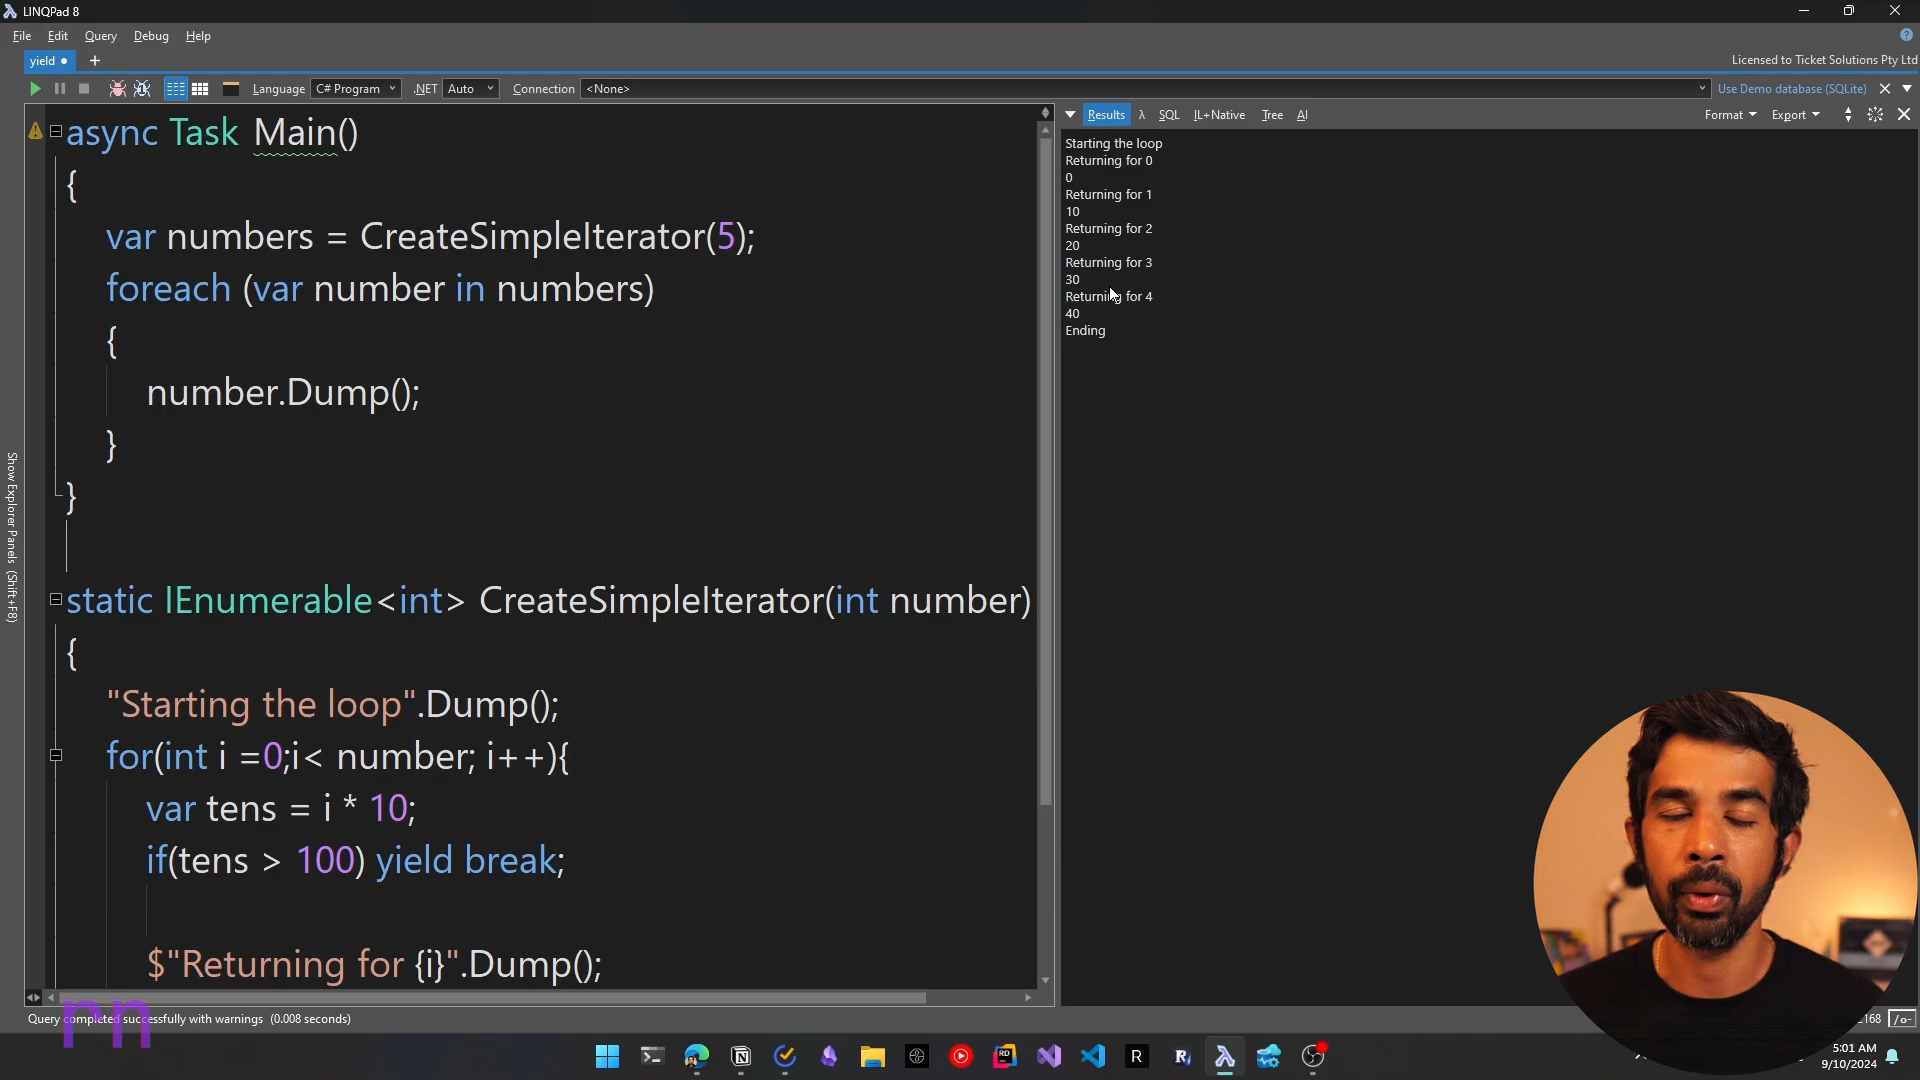 LINQPad 8
File Edit Query Debug Help
yield
Licensed to Ticket Solutions Pty Ltd
Language C# Program .NET Auto Connection <None> Use Demo database (SQLite)
Results λ SQL IL+Native Tree AI Format Export
async Task Main()
{
var numbers = CreateSimpleIterator(5);
foreach (var number in numbers)
{
number.Dump();
}
}
static IEnumerable<int> CreateSimpleIterator(int number)
{
"Starting the loop".Dump();
for(int i =0;i< number; i++){
var tens = i * 10;
if(tens > 100) yield break;
$"Returning for {i}".Dump();
Starting the loop
Returning for 0
0
Returning for 1
10
Returning for 2
20
Returning for 3
30
Returning for 4
40
Ending
Show Explorer Panels (Shift+F8)
Query completed successfully with warnings (0.008 seconds)
168 /o-
rn
5:01 AM
9/10/2024